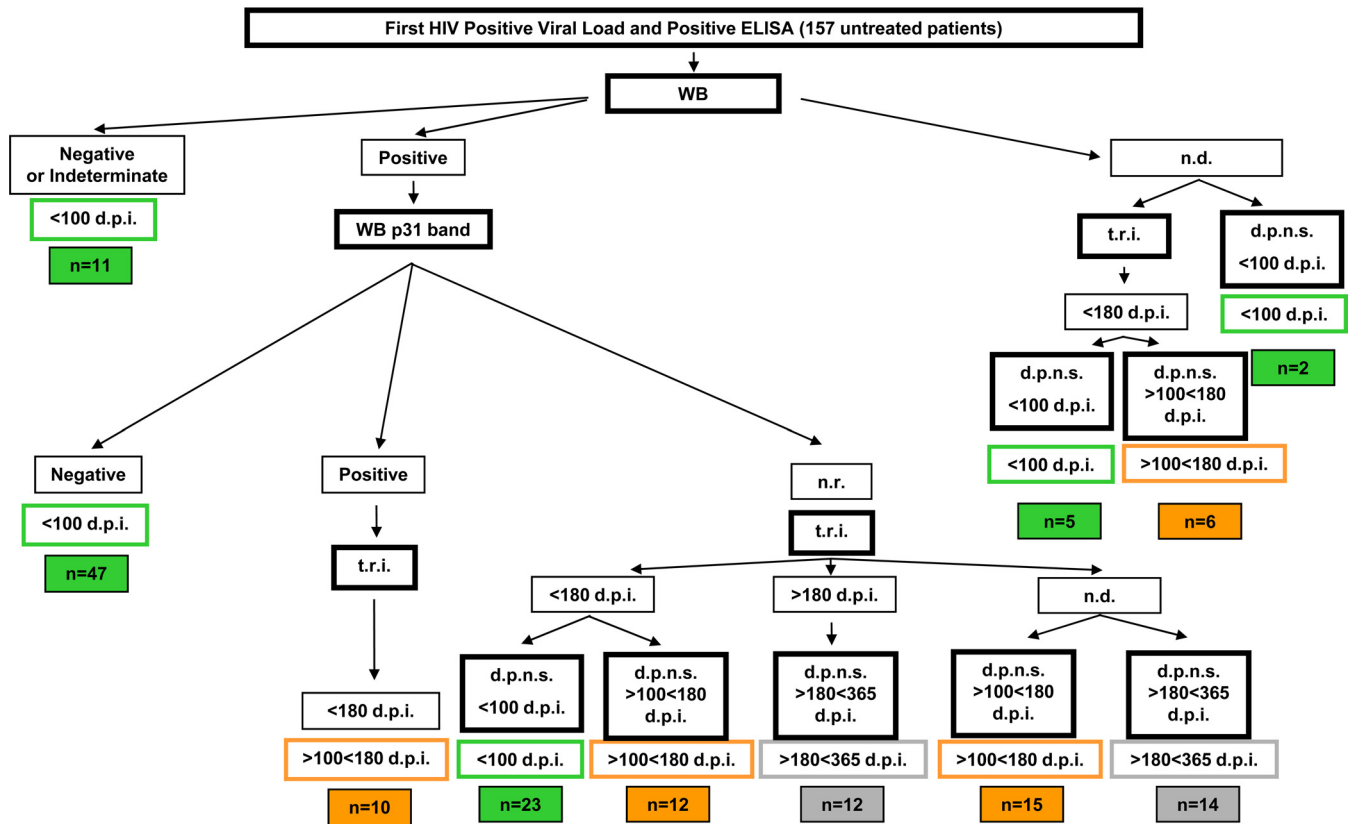 First HIV Positive Viral Load and Positive ELISA (157 untreated patients)
WB
Negative
or Indeterminate
<100 d.p.i.
n=11
Positive
WB p31 band
n.d.
t.r.i.
d.p.n.s.
<100 d.p.i.
<180 d.p.i.
<100 d.p.i.
n=2
d.p.n.s.
<100 d.p.i.
d.p.n.s.
>100<180
d.p.i.
<100 d.p.i.
>100<180 d.p.i.
n=5
n=6
Negative
<100 d.p.i.
n=47
Positive
t.r.i.
<180 d.p.i.
>100<180 d.p.i.
n=10
n.r.
t.r.i.
<180 d.p.i.
>180 d.p.i.
n.d.
d.p.n.s.
<100 d.p.i.
d.p.n.s.
>100<180
d.p.i.
d.p.n.s.
>180<365
d.p.i.
d.p.n.s.
>100<180
d.p.i.
d.p.n.s.
>180<365
d.p.i.
<100 d.p.i.
>100<180 d.p.i.
>180<365 d.p.i.
>100<180 d.p.i.
>180<365 d.p.i.
n=23
n=12
n=12
n=15
n=14